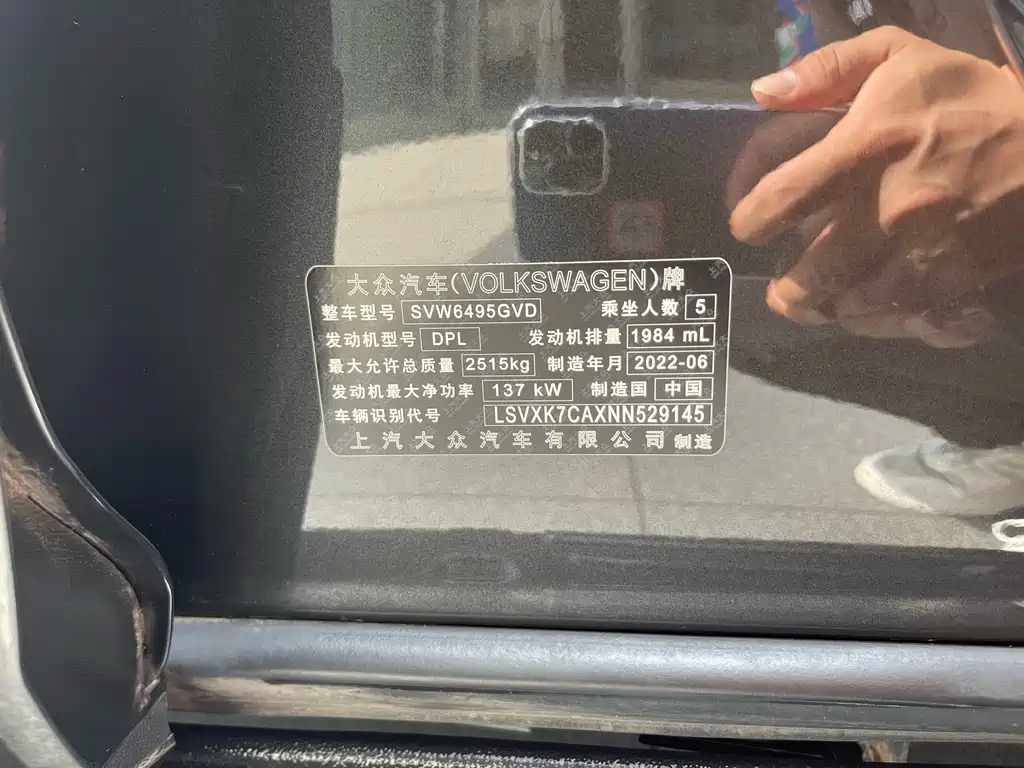 大众汽车(VOLKSWAGEN)牌
整车型号 SVW6495GVD 乘坐人数 5
发动机型号 DPL 发动机排量 1984 mL
最大允许总质量 2515kg 制造年月 2022-06
发动机最大净功率 137 kW 制造国 中国
车辆识别代号 LSVXK7CAXNN529145
上汽大众汽车有限公司 制造